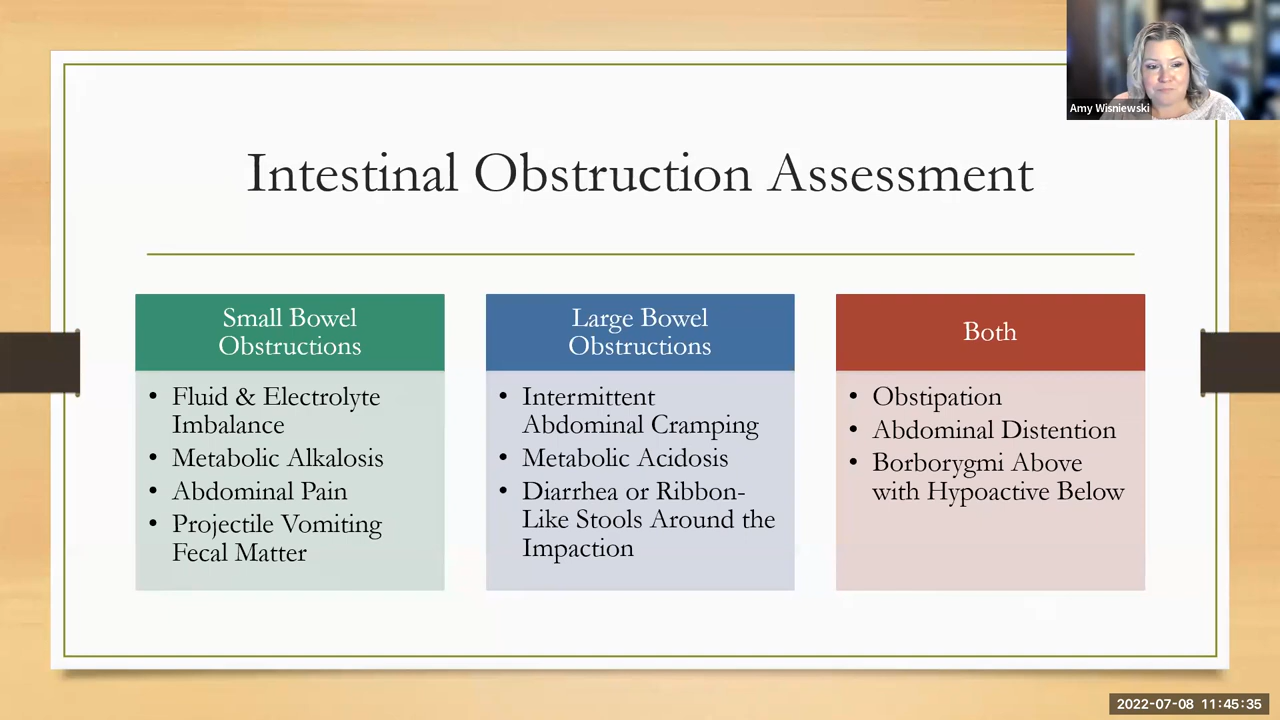 Amy Wisniewski
Intestinal Obstruction Assessment
Small Bowel
Obstructions
• Fluid & Electrolyte
Imbalance
• Metabolic Alkalosis
• Abdominal Pain
• Projectile Vomiting
Fecal Matter
Large Bowel
Obstructions
• Intermittent
Abdominal Cramping
• Metabolic Acidosis
• Diarrhea or Ribbon-
Like Stools Around the
Impaction
Both
• Obstipation
• Abdominal Distention
• Borborygmi Above
with Hypoactive Below
2022-07-08 11:45:35